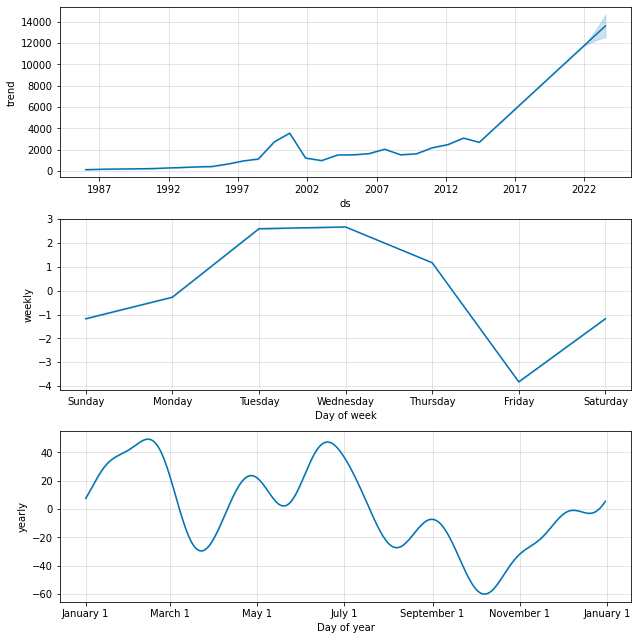 14000
12000
10000
8000
6000
4000
2000
0
trend
1987 1992 1997 2002 2007 2012 2017 2022
ds
3
2
1
0
−1
−2
−3
−4
weekly
Sunday Monday Tuesday Wednesday Thursday Friday Saturday
Day of week
40
20
0
−20
−40
−60
yearly
January 1 March 1 May 1 July 1 September 1 November 1 January 1
Day of year